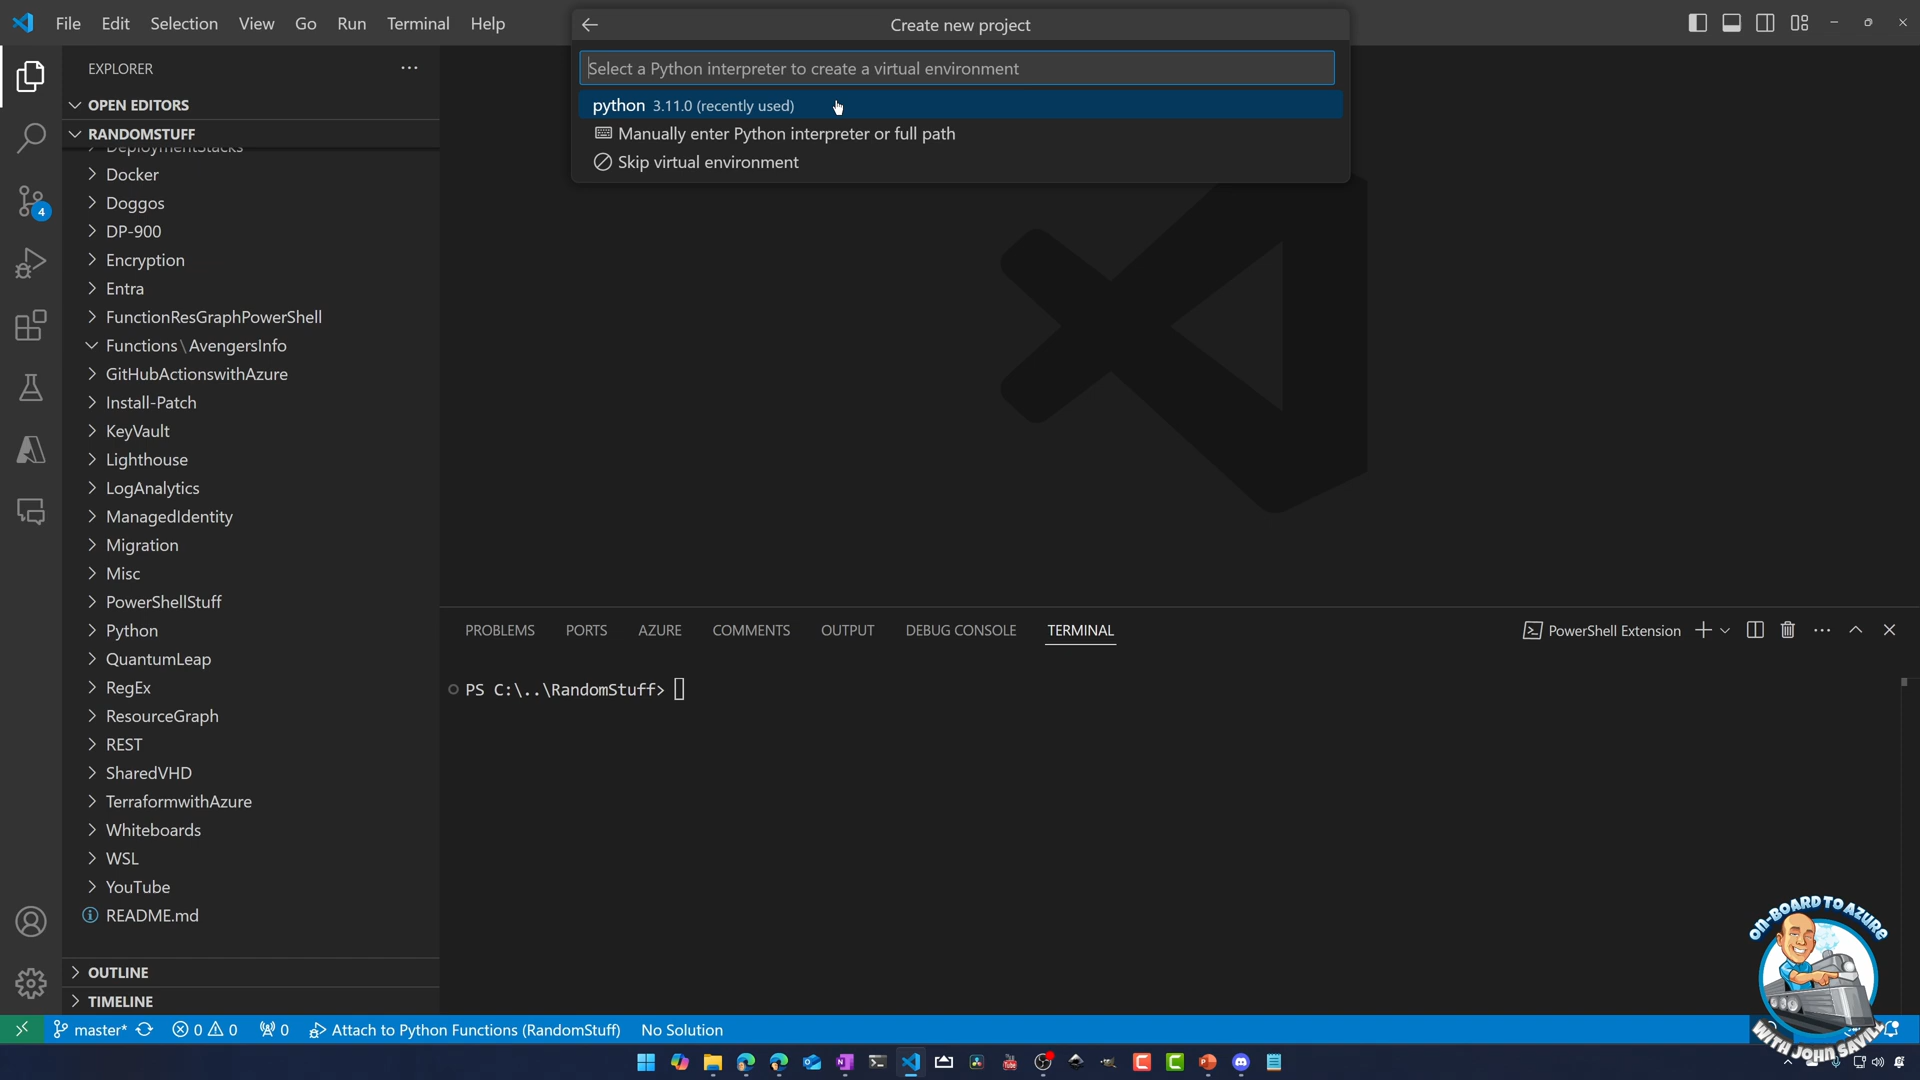 File Edit Selection View Go Run Terminal Help
Create new project
Select a Python interpreter to create a virtual environment
python 3.11.0 (recently used)
Manually enter Python interpreter or full path
Skip virtual environment
EXPLORER
OPEN EDITORS
RANDOMSTUFF
DeploymentStacks
Docker
Doggos
DP-900
Encryption
Entra
FunctionResGraphPowerShell
Functions\AvengersInfo
GitHubActionswithAzure
Install-Patch
KeyVault
Lighthouse
LogAnalytics
ManagedIdentity
Migration
Misc
PowerShellStuff
Python
QuantumLeap
RegEx
ResourceGraph
REST
SharedVHD
TerraformwithAzure
Whiteboards
WSL
YouTube
README.md
OUTLINE
TIMELINE
4
PROBLEMS PORTS AZURE COMMENTS OUTPUT DEBUG CONSOLE TERMINAL
PowerShell Extension
PS C:\..\RandomStuff>
master* 0 0 0 Attach to Python Functions (RandomStuff) No Solution
ON-BOARD TO AZURE
WITH JOHN SAVILL